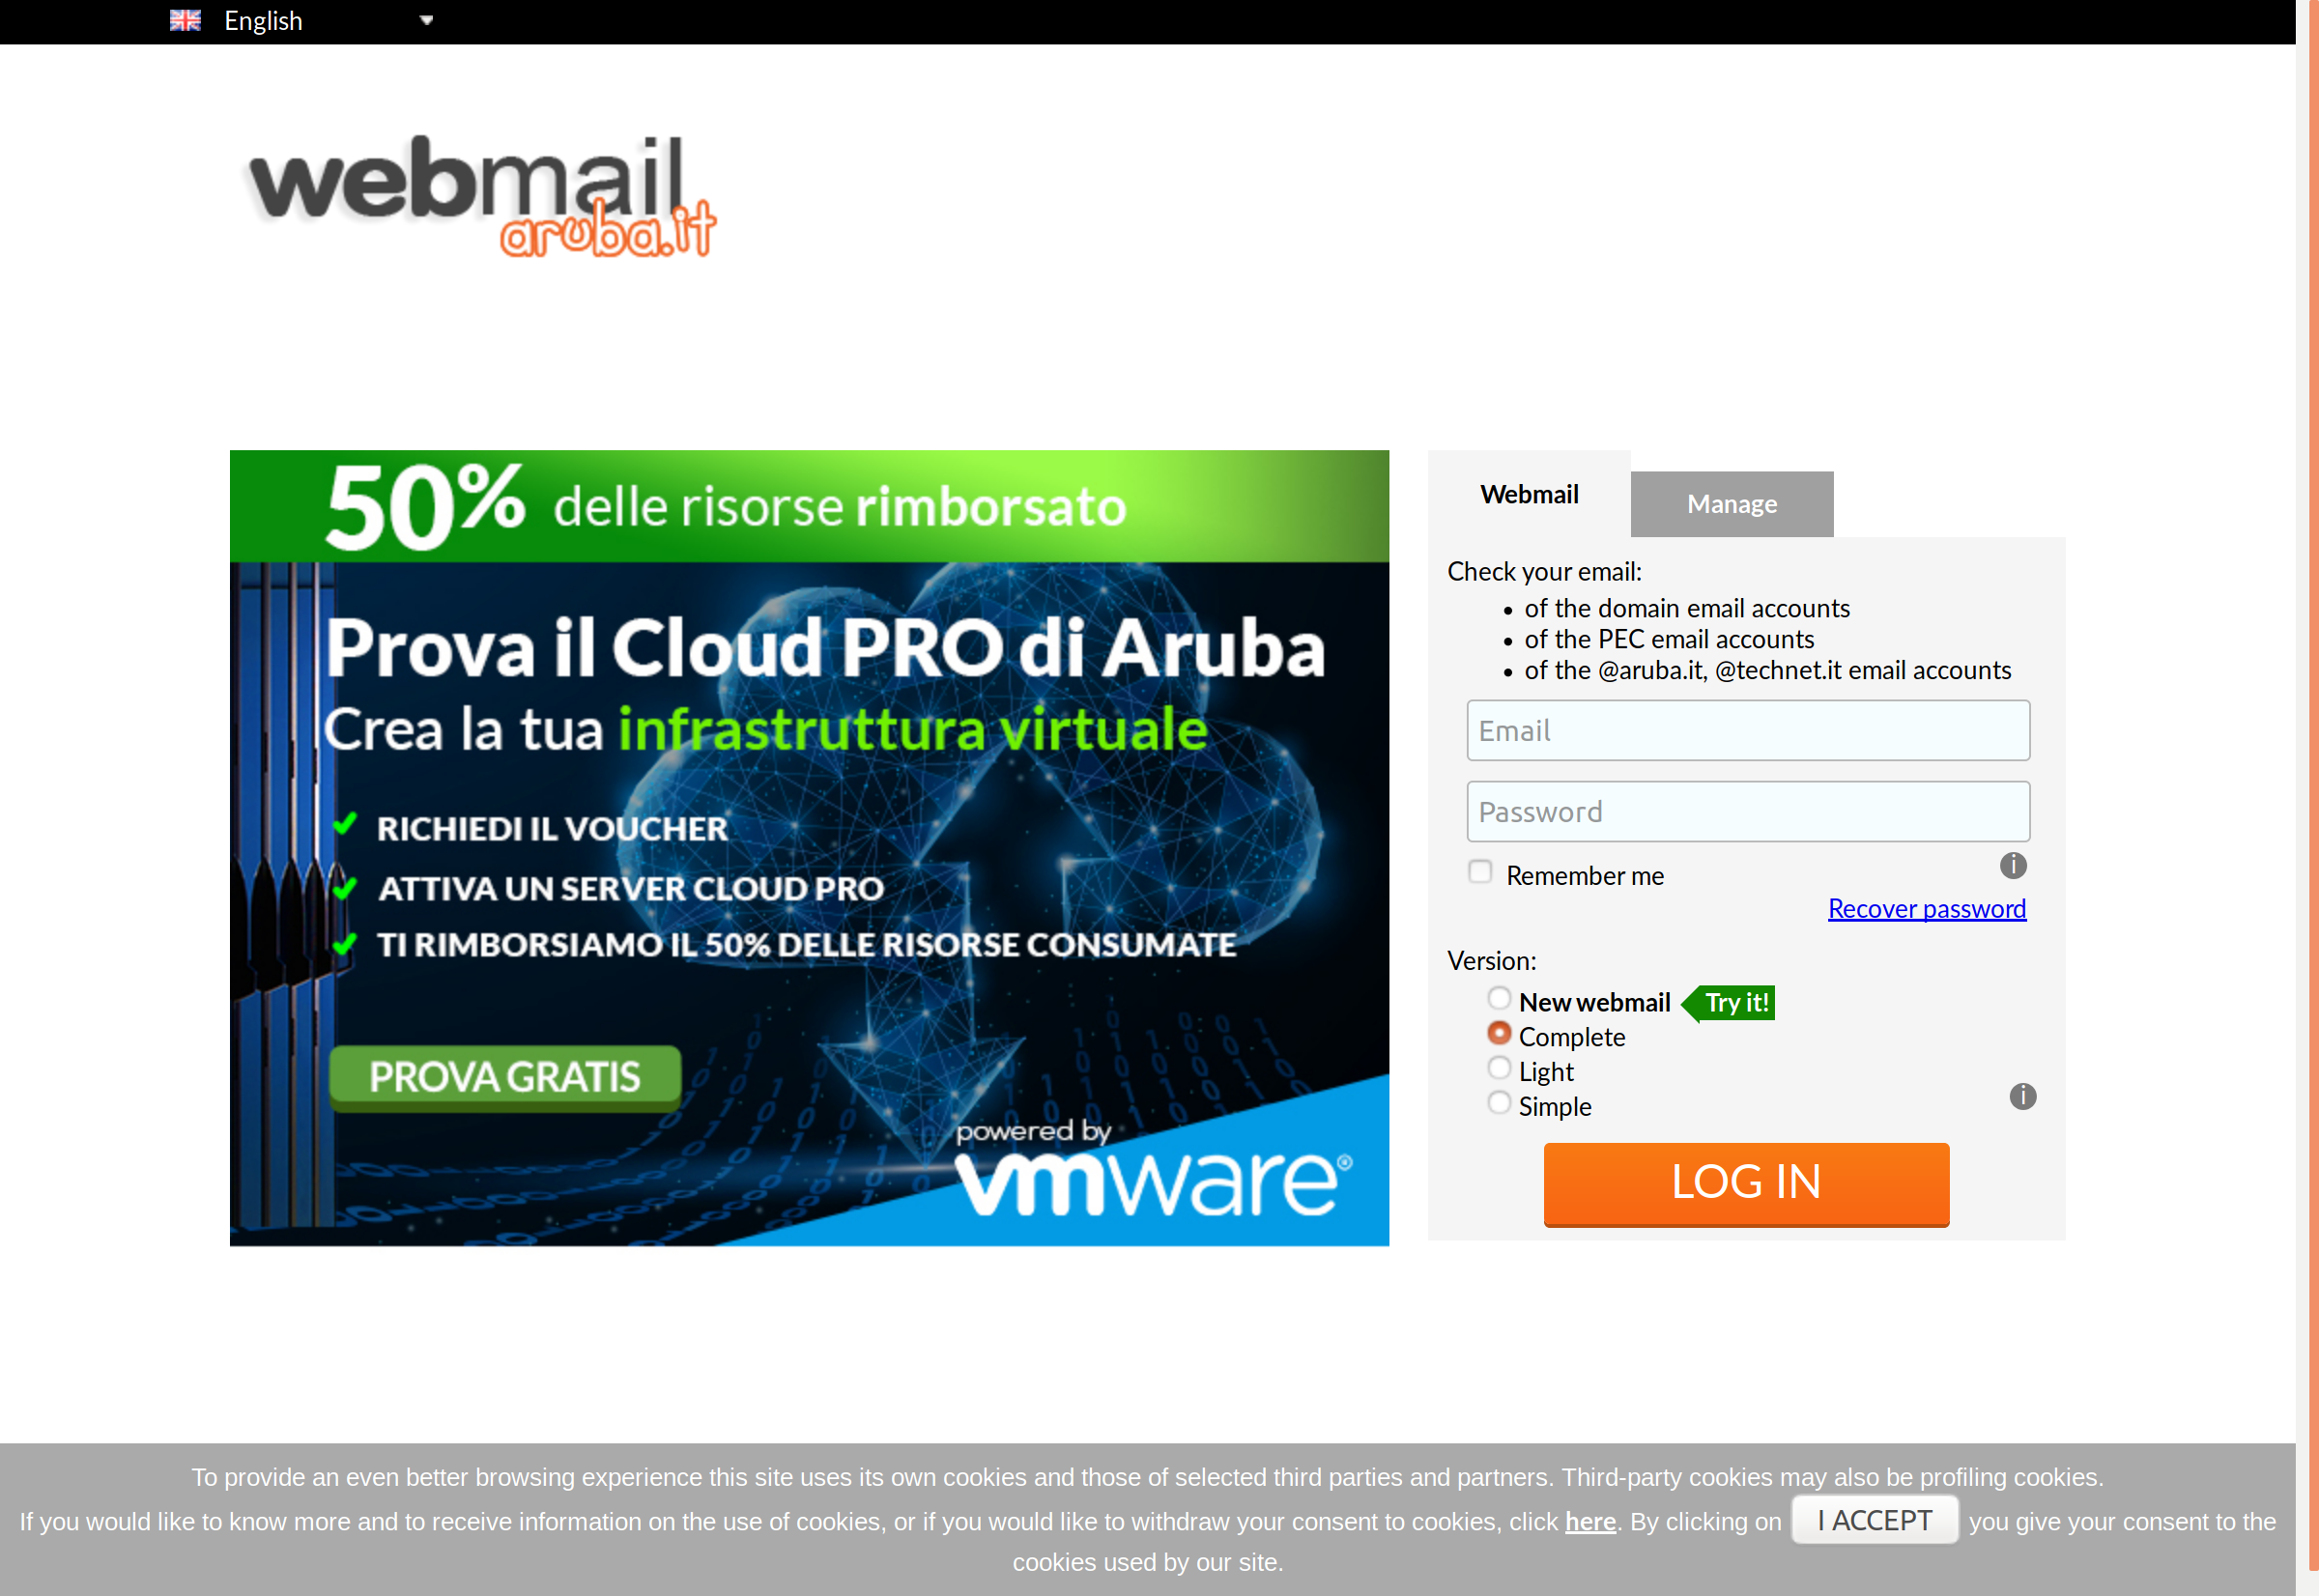 English
webmail
aruba.it
50% delle risorse rimborsato
Prova il Cloud PRO di Aruba
Crea la tua infrastruttura virtuale
RICHIEDI IL VOUCHER
ATTIVA UN SERVER CLOUD PRO
TI RIMBORSIAMO IL 50% DELLE RISORSE CONSUMATE
PROVA GRATIS
powered by
vmware®
Webmail
Manage
Check your email:
• of the domain email accounts
• of the PEC email accounts
• of the @aruba.it, @technet.it email accounts
Email
Password
Remember me
i
Recover password
Version:
New webmail Try it!
Complete
Light
Simple
i
LOG IN
To provide an even better browsing experience this site uses its own cookies and those of selected third parties and partners. Third-party cookies may also be profiling cookies.
If you would like to know more and to receive information on the use of cookies, or if you would like to withdraw your consent to cookies, click here. By clicking on I ACCEPT you give your consent to the
cookies used by our site.